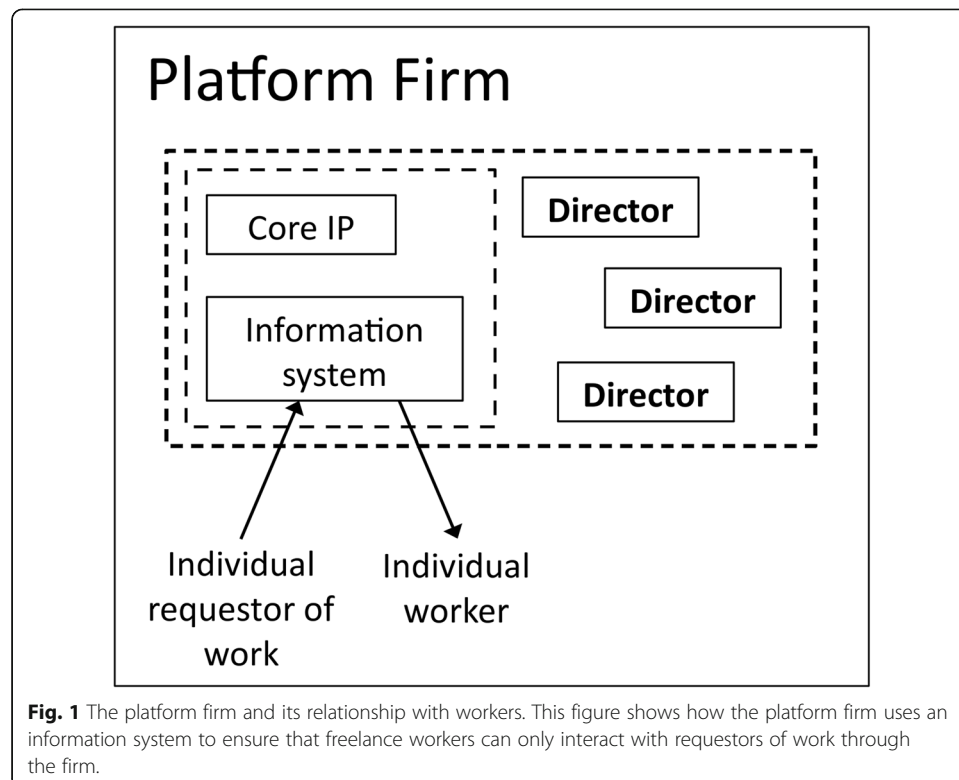 Platform Firm
Core IP
Information
system
Director
Director
Director
Individual
requestor of
work
Individual
worker
Fig. 1 The platform firm and its relationship with workers. This figure shows how the platform firm uses an
information system to ensure that freelance workers can only interact with requestors of work through
the firm.